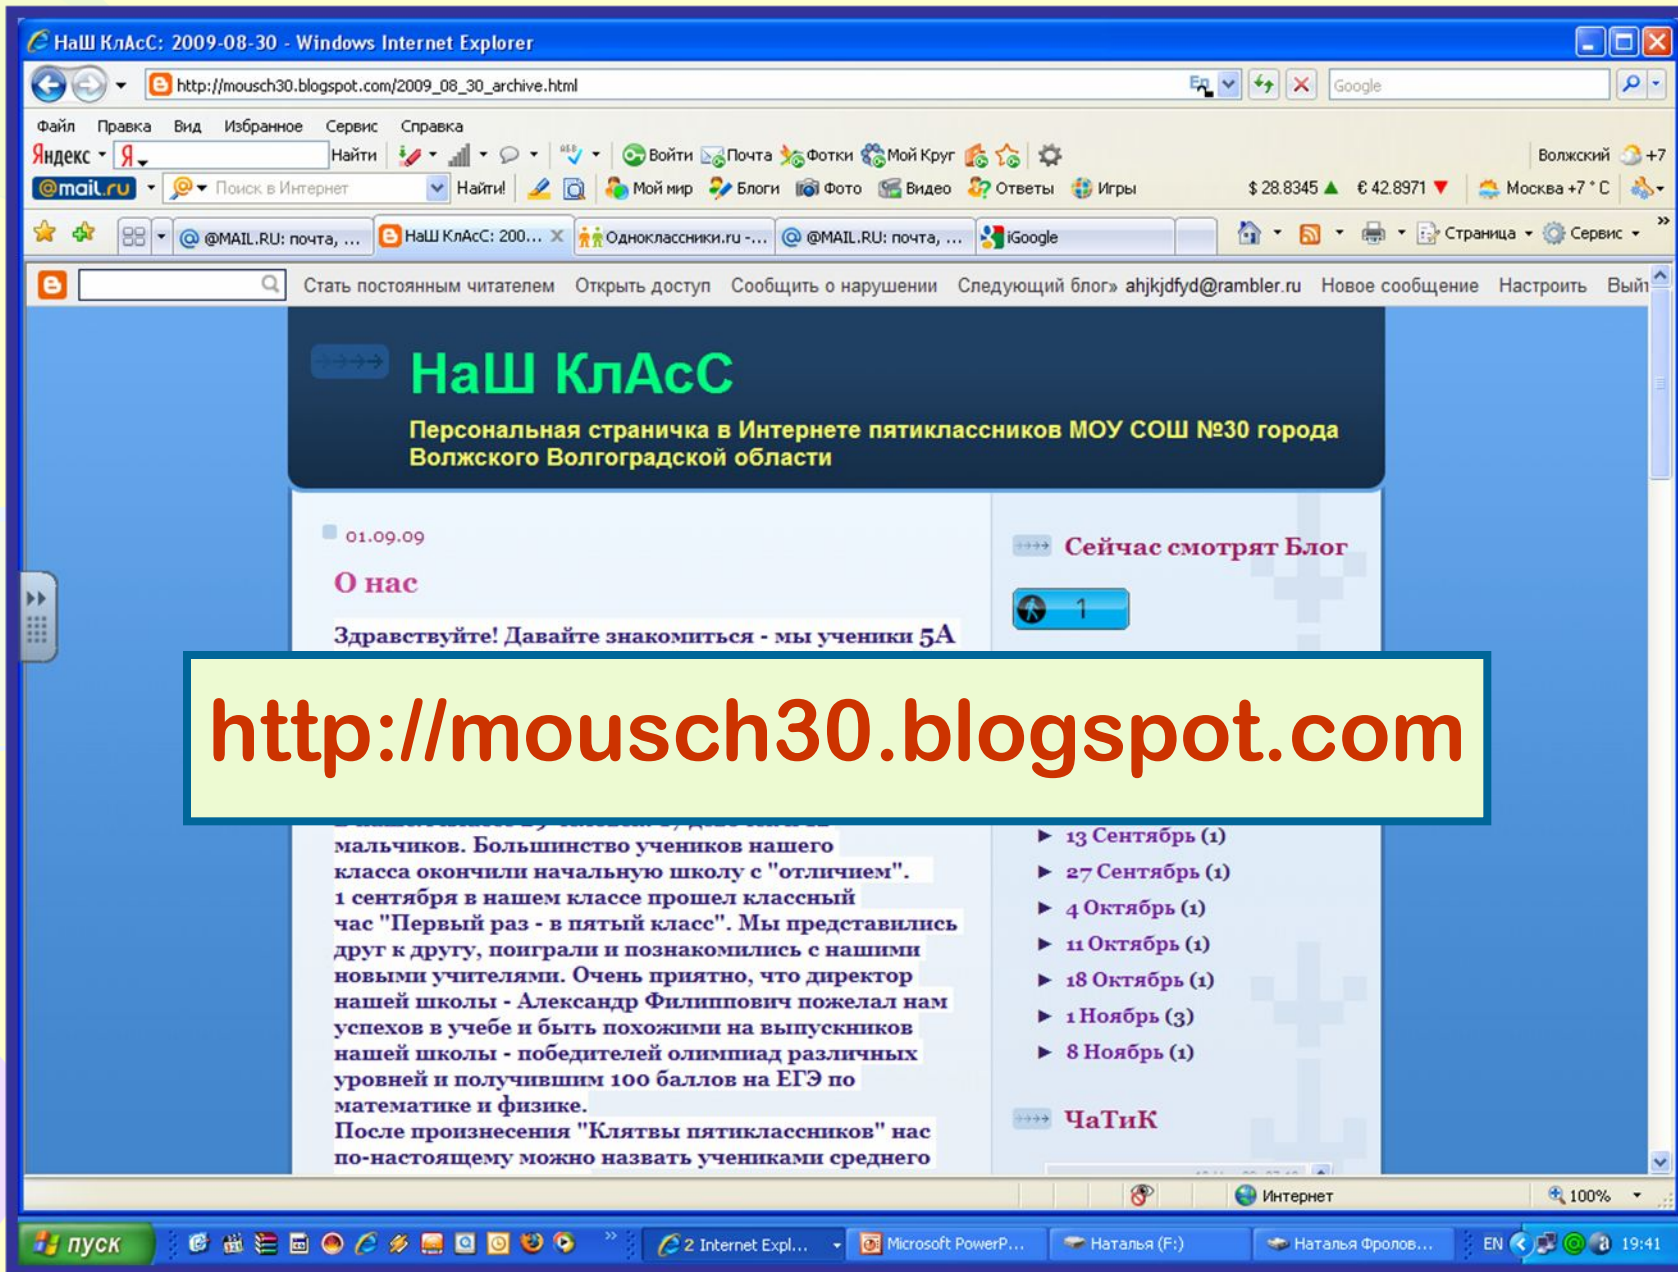 НаШ КлАсС: 2009-08-30 - Windows Internet Explorer
http://mousch30.blogspot.com/2009_08_30_archive.html
Google
Файл Правка Вид Избранное Сервис Справка
Яндекс Я Найти Войти Почта Фотки Мой Круг Волжский +7
@mail.ru Поиск в Интернет Найти! Мой мир Блоги Фото Видео Ответы Игры $ 28.8345 € 42.8971 Москва +7 °C
@MAIL.RU: почта, ... НаШ КлАсС: 200... Одноклассники.ru -... @MAIL.RU: почта, ... iGoogle Страница Сервис »
Стать постоянным читателем Открыть доступ Сообщить о нарушении Следующий блог» ahjkjdfyd@rambler.ru Новое сообщение Настроить
НаШ КлАсС
Персональная страничка в Интернете пятиклассников МОУ СОШ №30 города
Волжского Волгоградской области
01.09.09
О нас
Здравствуйте! Давайте знакомиться - мы ученики 5А
http://mousch30.blogspot.com
мальчиков. Большинство учеников нашего
класса окончили начальную школу с "отличием".
1 сентября в нашем классе прошел классный
час "Первый раз - в пятый класс". Мы представились
друг к другу, поиграли и познакомились с нашими
новыми учителями. Очень приятно, что директор
нашей школы - Александр Филиппович пожелал нам
успехов в учебе и быть похожими на выпускников
нашей школы - победителей олимпиад различных
уровней и получившим 100 баллов на ЕГЭ по
математике и физике.
После произнесения "Клятвы пятиклассников" нас
по-настоящему можно назвать учениками среднего
Сейчас смотрят Блог
1
► 13 Сентябрь (1)
► 27 Сентябрь (1)
► 4 Октябрь (1)
► 11 Октябрь (1)
► 18 Октябрь (1)
► 1 Ноябрь (3)
► 8 Ноябрь (1)
ЧаТиК
Интернет 100%
пуск » 2 Internet Expl... Microsoft PowerP... Наталья (F:) Наталья Фролов... EN 19:41